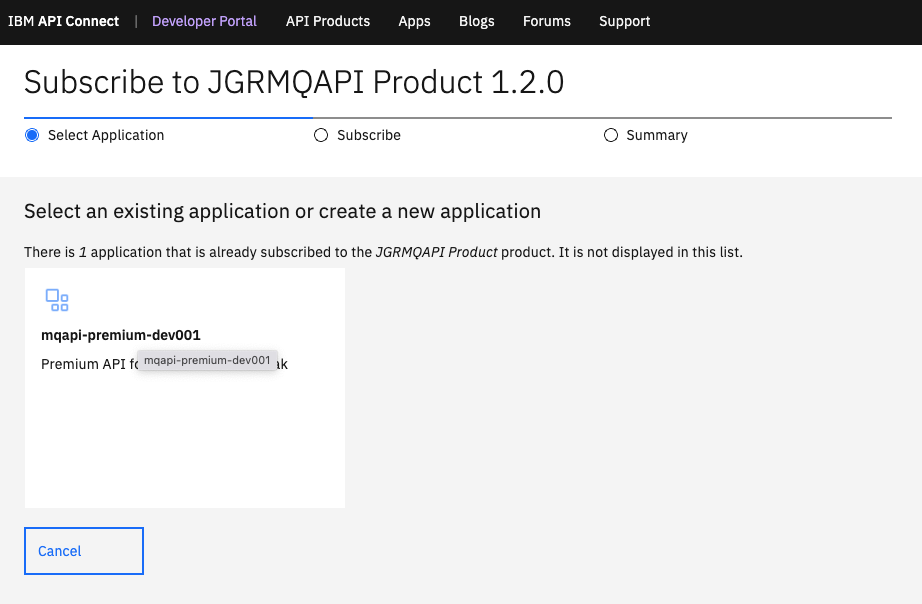 IBM API Connect | Developer Portal API Products Apps Blogs Forums Support
Subscribe to JGRMQAPI Product 1.2.0
Select Application Subscribe Summary
Select an existing application or create a new application
There is 1 application that is already subscribed to the JGRMQAPI Product product. It is not displayed in this list.
mqapi-premium-dev001
mqapi-premium-dev001
Premium API
Cancel